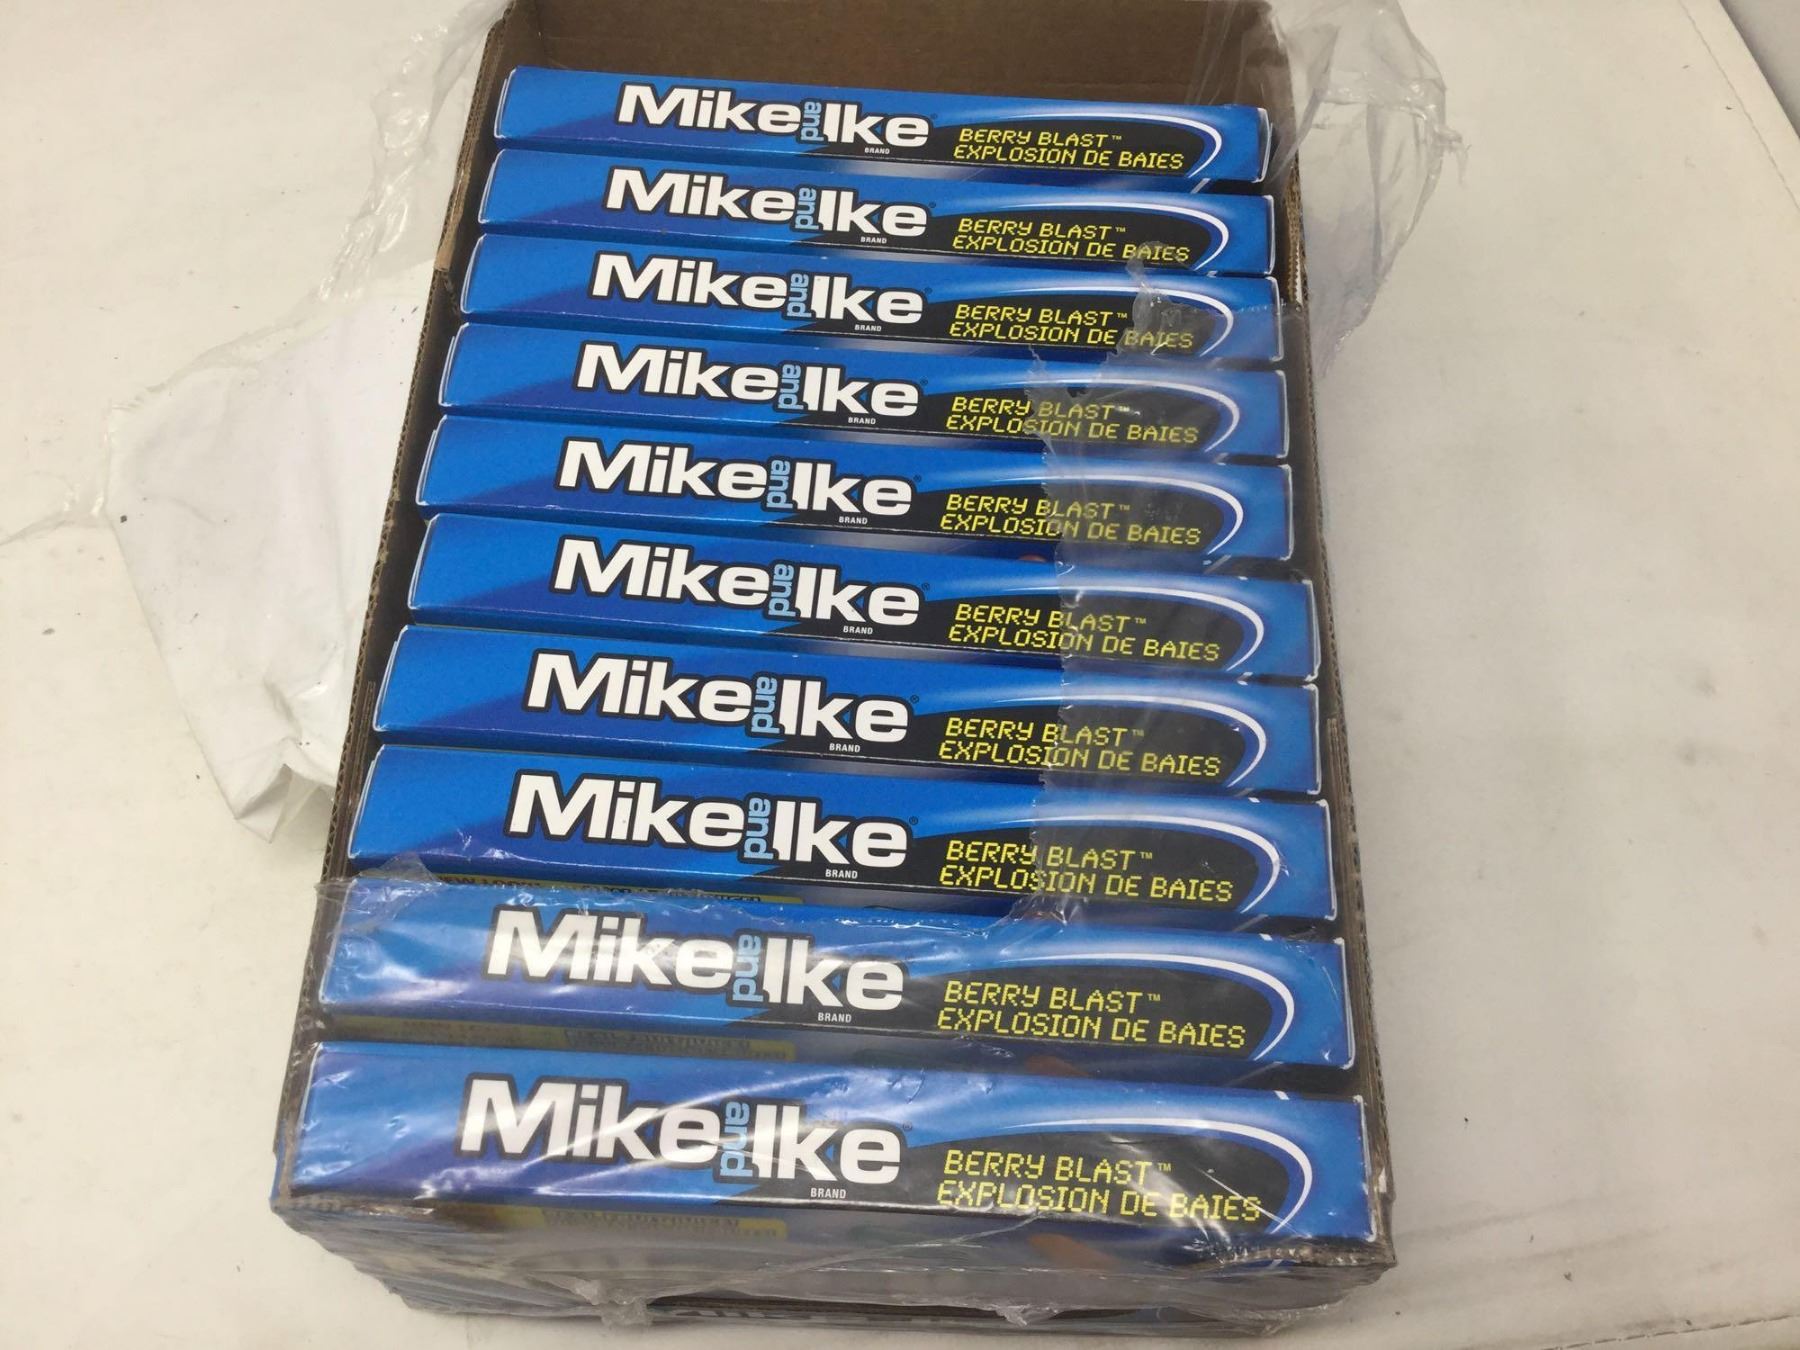 Mike and Ike®
BRAND
BERRY BLAST™
EXPLOSION DE BAIES
Mike and Ike®
BRAND
BERRY BLAST™
EXPLOSION DE BAIES
Mike and Ike®
BRAND
BERRY BLAST™
EXPLOSION DE BAIES
Mike and Ike®
BRAND
BERRY BLAST™
EXPLOSION DE BAIES
Mike and Ike®
BRAND
BERRY BLAST™
EXPLOSION DE BAIES
Mike and Ike®
BRAND
BERRY BLAST™
EXPLOSION DE BAIES
Mike and Ike®
BRAND
BERRY BLAST™
EXPLOSION DE BAIES
Mike and Ike®
BRAND
BERRY BLAST™
EXPLOSION DE BAIES
Mike and Ike
BRAND
BERRY BLAST™
EXPLOSION DE BAIES
Mike and Ike®
BRAND
BERRY BLAST™
EXPLOSION DE BAIES